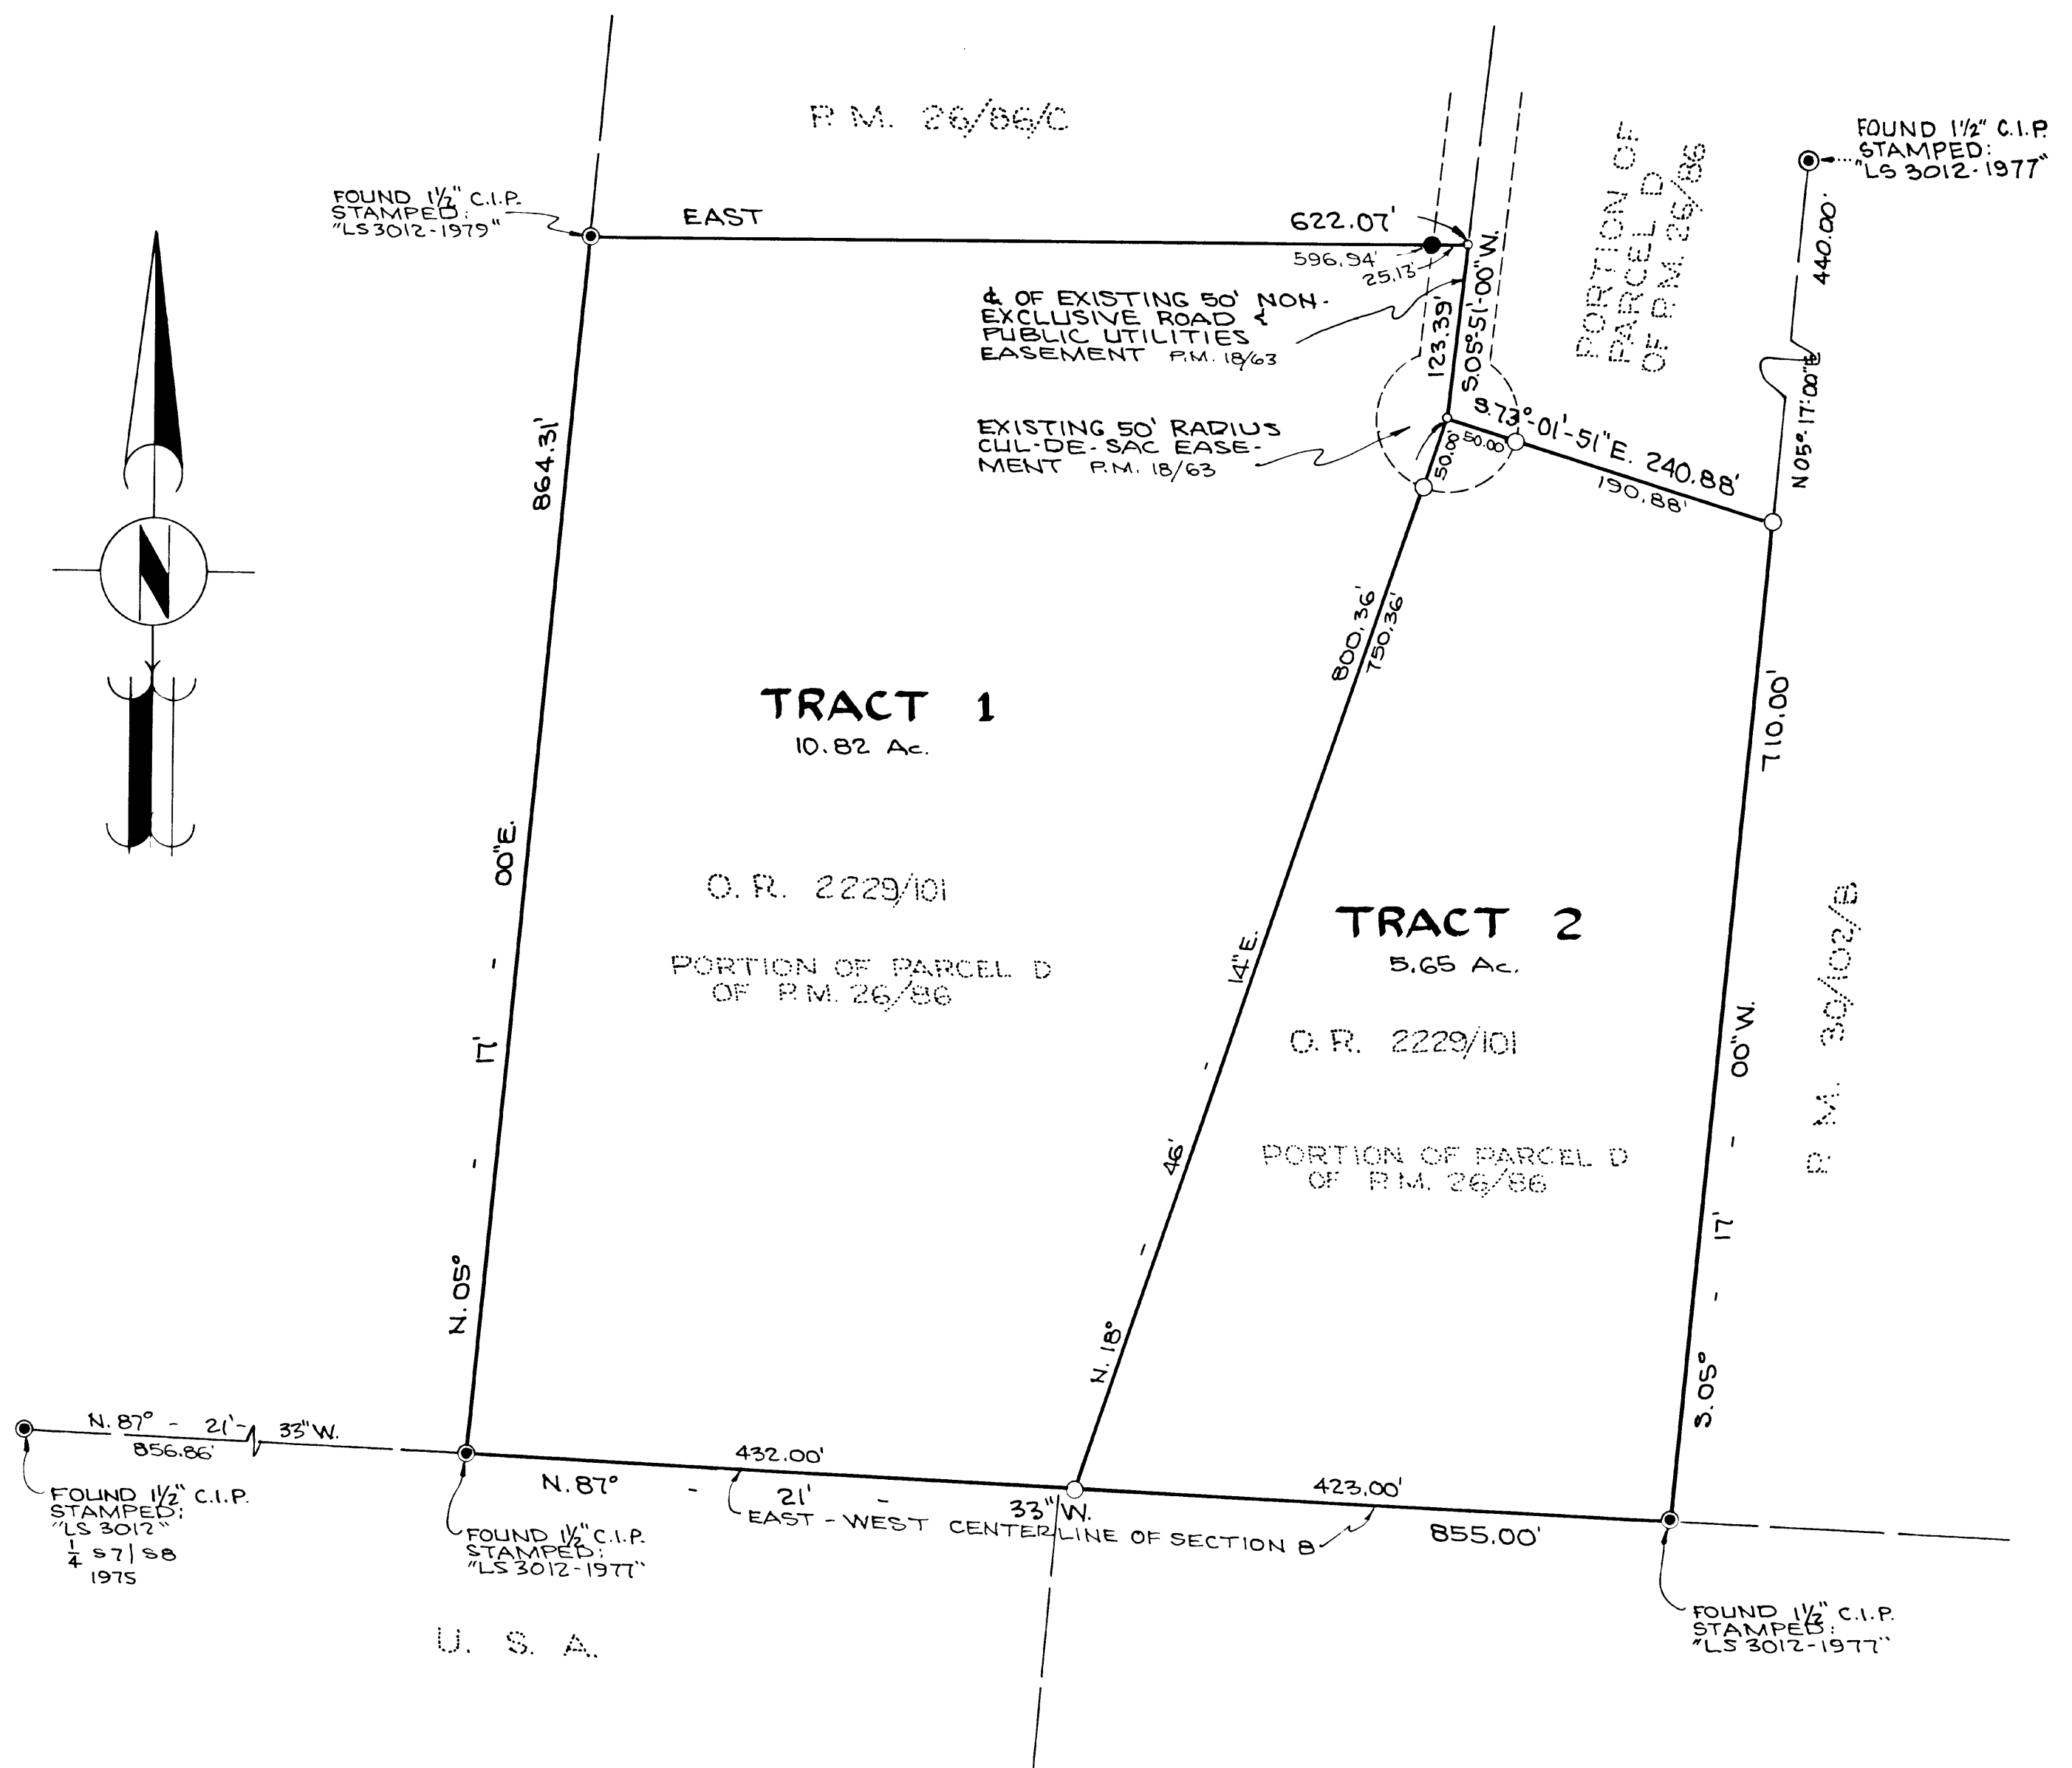 P.M. 26/86/C
PORTION OF
PARCEL D
OF P.M. 26/86
FOUND 1½" C.I.P.
STAMPED:
"LS 3012-1977"
440.00'
N 05°-17'-00" E
FOUND 1½" C.I.P.
STAMPED:
"LS 3012-1979"
EAST
622.07'
596.94'
25.13'
℄ OF EXISTING 50' NON-
EXCLUSIVE ROAD &
PUBLIC UTILITIES
EASEMENT P.M. 18/63
123.39'
S.05°-51'-00"W.
EXISTING 50' RADIUS
CUL-DE-SAC EASE-
MENT P.M. 18/63
S.73°-01'-51"E. 240.88'
50.00'
50.00
190.88'
N
864.31'
N. 05° - 17' - 00"E.
800.36'
750.36'
N. 18° - 46' - 14"E.
710.00'
S. 05° - 17' - 00"W.
TRACT 1
10.82 Ac.
O.R. 2229/101
PORTION OF PARCEL D
OF P.M. 26/86
TRACT 2
5.65 Ac.
O.R. 2229/101
PORTION OF PARCEL D
OF P.M. 26/86
P. M. 30/102/B
N. 87° - 21'- 33"W.
856.86'
FOUND 1½" C.I.P.
STAMPED:
"LS 3012"
¼ S7|S8
1975
432.00'
423.00'
N. 87° - 21' - 33"W.
855.00'
EAST-WEST CENTERLINE OF SECTION 8
FOUND 1½" C.I.P.
STAMPED:
"LS 3012-1977"
FOUND 1½" C.I.P.
STAMPED:
"LS 3012-1977"
U. S. A.